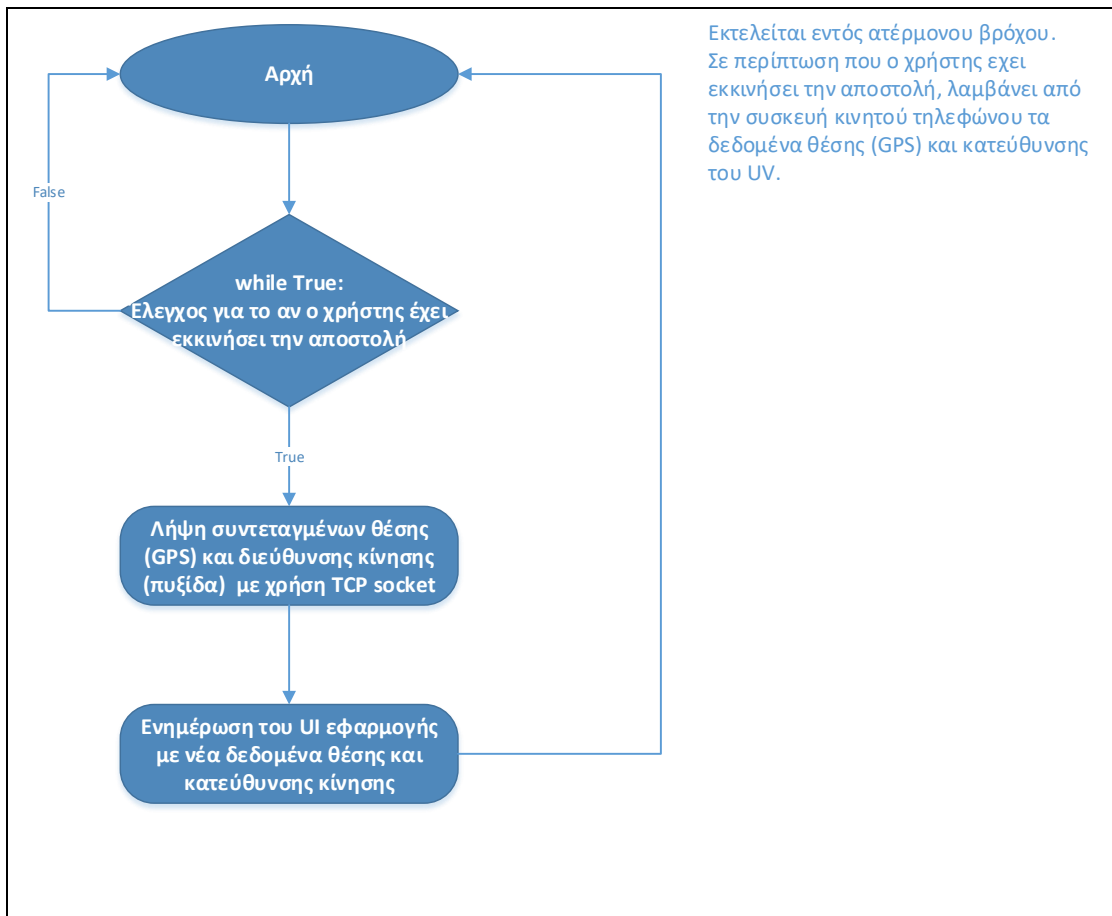 Αρχή
Εκτελείται εντός ατέρμονου βρόχου.
Σε περίπτωση που ο χρήστης εχει
εκκινήσει την αποστολή, λαμβάνει από
την συσκευή κινητού τηλεφώνου τα
δεδομένα θέσης (GPS) και κατεύθυνσης
του UV.
False
while True:
Ελεγχος για το αν ο χρήστης έχει
εκκινήσει την αποστολή
True
Λήψη συντεταγμένων θέσης
(GPS) και διεύθυνσης κίνησης
(πυξίδα) με χρήση TCP socket
Ενημέρωση του UI εφαρμογής
με νέα δεδομένα θέσης και
κατεύθυνσης κίνησης